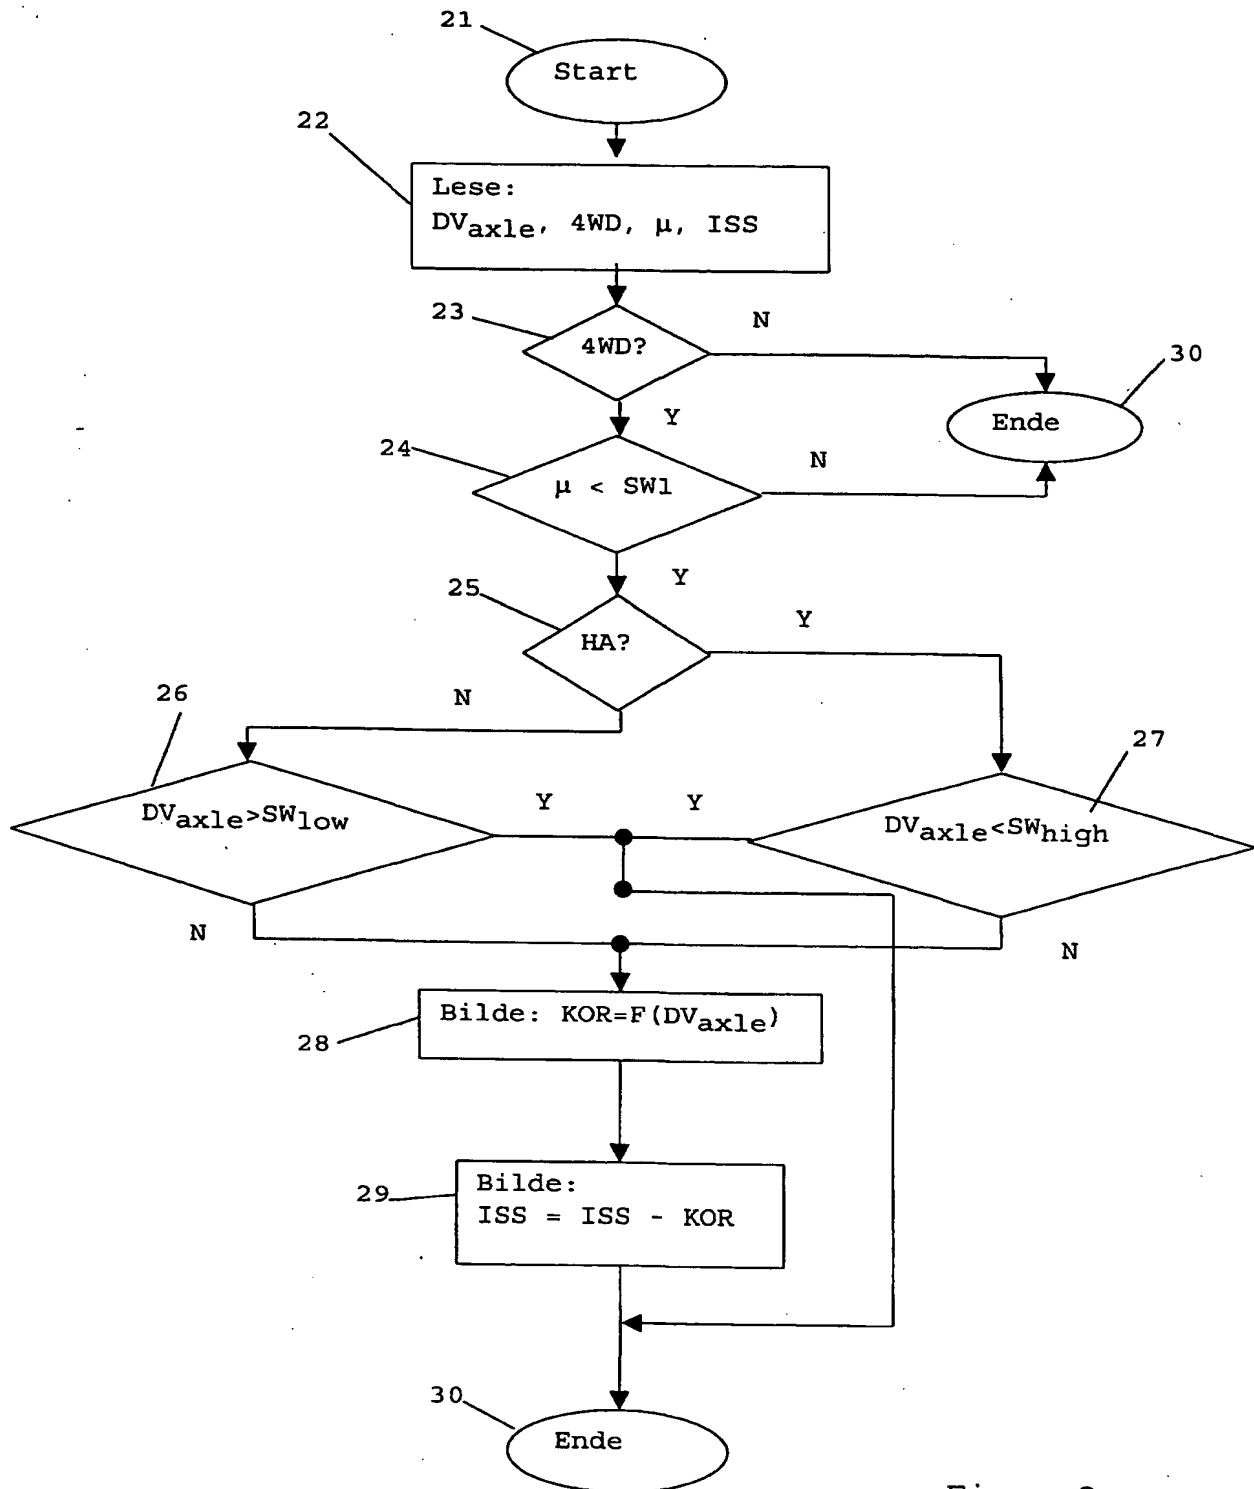 21
Start
22
Lese:
DVaxle, 4WD, μ, ISS
23
4WD?
N
30
Ende
Y
24
μ < SW1
N
Y
25
HA?
Y
N
26
27
DVaxle>SWlow
Y
Y
DVaxle<SWhigh
N
N
Bilde: KOR=F(DVaxle)
28
Bilde:
29
ISS = ISS - KOR
30
Ende